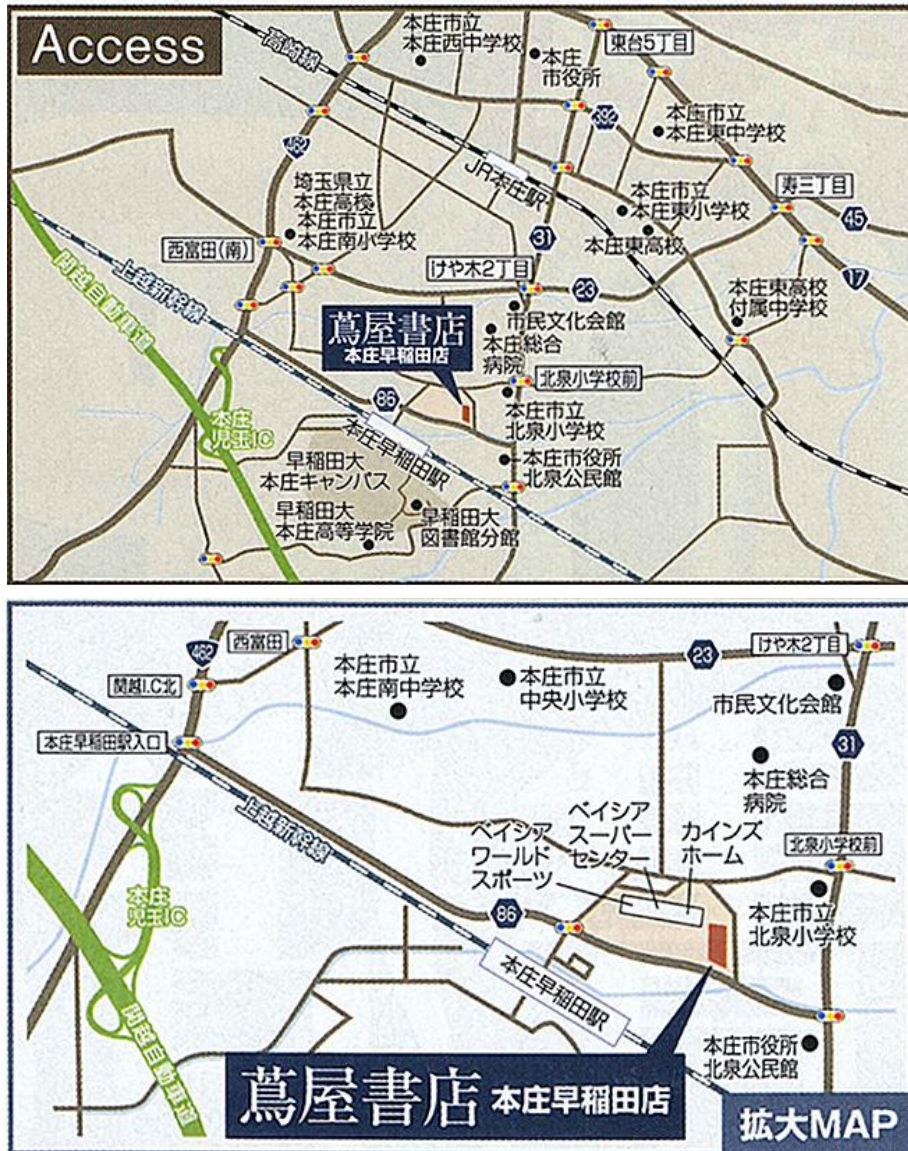 Access
高崎線
本庄市立
本庄西中学校
本庄
市役所
東台5丁目
392
本庄市立
本庄東中学校
462
JR本庄駅
埼玉県立
本庄高校
本庄市立
本庄南小学校
本庄市立
本庄東小学校
寿三丁目
45
西富田(南)
31
本庄東高校
17
関越自動車道
上越新幹線
けや木2丁目
23
本庄東高校
付属中学校
蔦屋書店
本庄早稲田店
市民文化会館
本庄総合
病院
北泉小学校前
86
本庄
児玉IC
本庄早稲田駅
本庄市立
北泉小学校
早稲田大
本庄キャンパス
本庄市役所
北泉公民館
早稲田大
本庄高等学院
早稲田大
図書館分館
462
西富田
23
けや木2丁目
関越I.C北
本庄市立
本庄南中学校
本庄市立
中央小学校
市民文化会館
本庄早稲田駅入口
31
本庄総合
病院
上越新幹線
ベイシア
ワールド
スポーツ
ベイシア
スーパー
センター
カインズ
ホーム
北泉小学校前
本庄
児玉IC
86
本庄市立
北泉小学校
本庄早稲田駅
関越自動車道
本庄市役所
北泉公民館
蔦屋書店 本庄早稲田店
拡大MAP